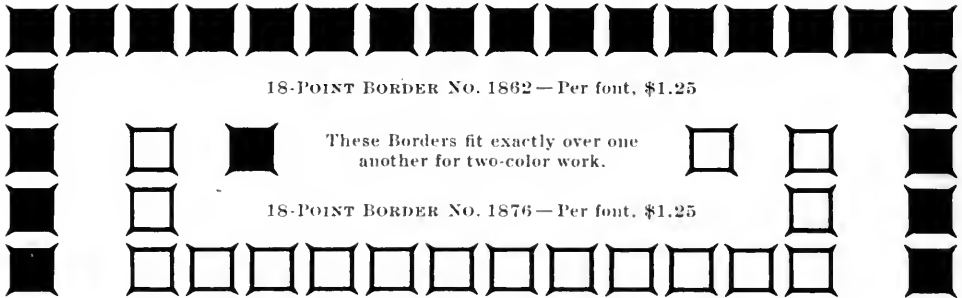 18-Point Border No. 1862—Per font, $1.25
These Borders fit exactly over one
another for two-color work.
18-Point Border No. 1876—Per font, $1.25